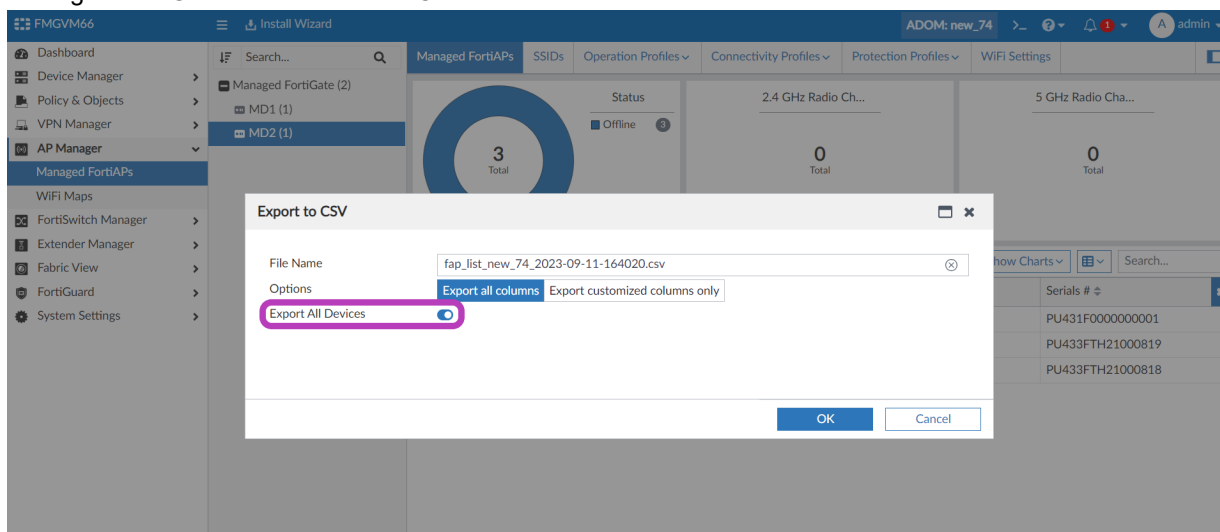 FMGVM66
Install Wizard
ADOM: new_74
1
A
admin
Dashboard
Device Manager
Policy & Objects
VPN Manager
AP Manager
Managed FortiAPs
WiFi Maps
FortiSwitch Manager
Extender Manager
Fabric View
FortiGuard
System Settings
Search...
Managed FortiGate (2)
MD1 (1)
MD2 (1)
Managed FortiAPs
SSIDs
Operation Profiles
Connectivity Profiles
Protection Profiles
WiFi Settings
Status
Offline 3
3
Total
2.4 GHz Radio Ch...
0
Total
5 GHz Radio Cha...
0
Total
Export to CSV
File Name
fap_list_new_74_2023-09-11-164020.csv
Options
Export all columns Export customized columns only
Export All Devices
OK
Cancel
how Charts
Search...
Serials #
PU431F0000000001
PU433FTH21000819
PU433FTH21000818